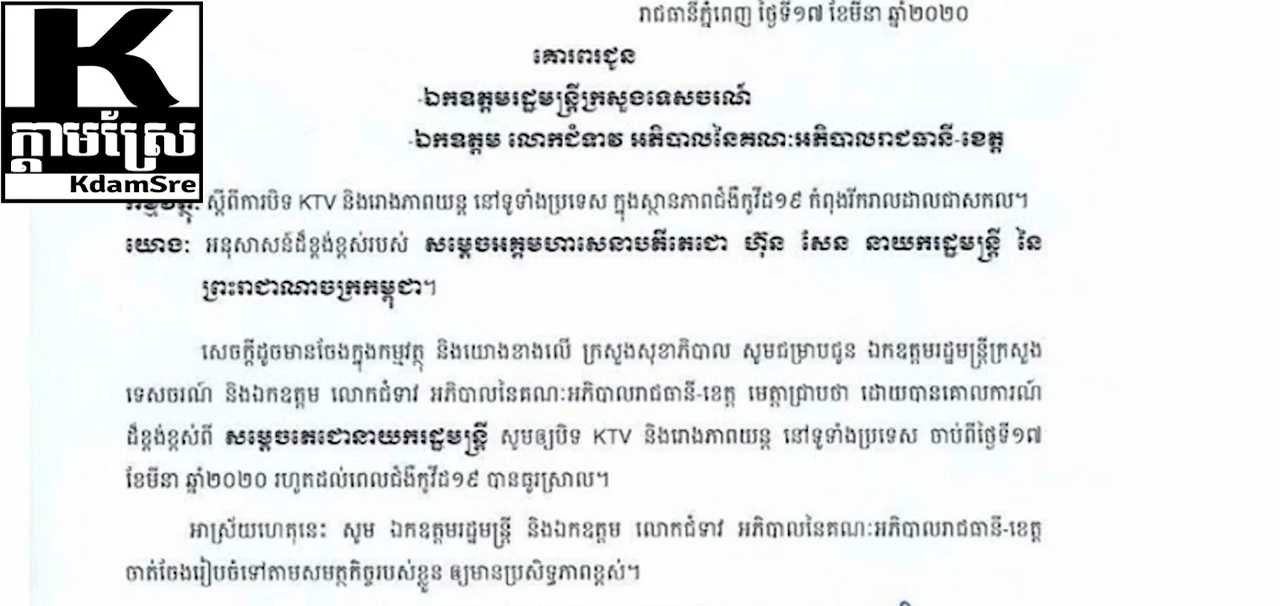 K
ក្ដាមស្រែ
KdamSre
រាជធានីភ្នំពេញ ថ្ងៃទី១៧ ខែមីនា ឆ្នាំ២០២០
គោរពជូន
-ឯកឧត្តមរដ្ឋមន្ត្រីក្រសួងទេសចរណ៍
-ឯកឧត្តម លោកជំទាវ អភិបាលនៃគណៈអភិបាលរាជធានី-ខេត្ត
កម្មវត្ថុ: ស្តីពីការបិទ KTV និងរោងភាពយន្ត នៅទូទាំងប្រទេស ក្នុងស្ថានភាពជំងឺកូវីដ១៩ កំពុងរីករាលដាលជាសកល។
យោង: អនុសាសន៍ដ៏ខ្ពង់ខ្ពស់របស់ សម្តេចអគ្គមហាសេនាបតីតេជោ ហ៊ុន សែន នាយករដ្ឋមន្ត្រី នៃ
ព្រះរាជាណាចក្រកម្ពុជា។
សេចក្តីដូចមានចែងក្នុងកម្មវត្ថុ និងយោងខាងលើ ក្រសួងសុខាភិបាល សូមជម្រាបជូន ឯកឧត្តមរដ្ឋមន្ត្រីក្រសួង
ទេសចរណ៍ និងឯកឧត្តម លោកជំទាវ អភិបាលនៃគណៈអភិបាលរាជធានី-ខេត្ត មេត្តាជ្រាបថា ដោយបានគោលការណ៍
ដ៏ខ្ពង់ខ្ពស់ពី សម្តេចតេជោនាយករដ្ឋមន្ត្រី សូមឲ្យបិទ KTV និងរោងភាពយន្ត នៅទូទាំងប្រទេស ចាប់ពីថ្ងៃទី១៧
ខែមីនា ឆ្នាំ២០២០ រហូតដល់ពេលជំងឺកូវីដ១៩ បានធូរស្រាល។
អាស្រ័យហេតុនេះ សូម ឯកឧត្តមរដ្ឋមន្ត្រី និងឯកឧត្តម លោកជំទាវ អភិបាលនៃគណៈអភិបាលរាជធានី-ខេត្ត
ចាត់ចែងរៀបចំទៅតាមសមត្ថកិច្ចរបស់ខ្លួន ឲ្យមានប្រសិទ្ធភាពខ្ពស់។